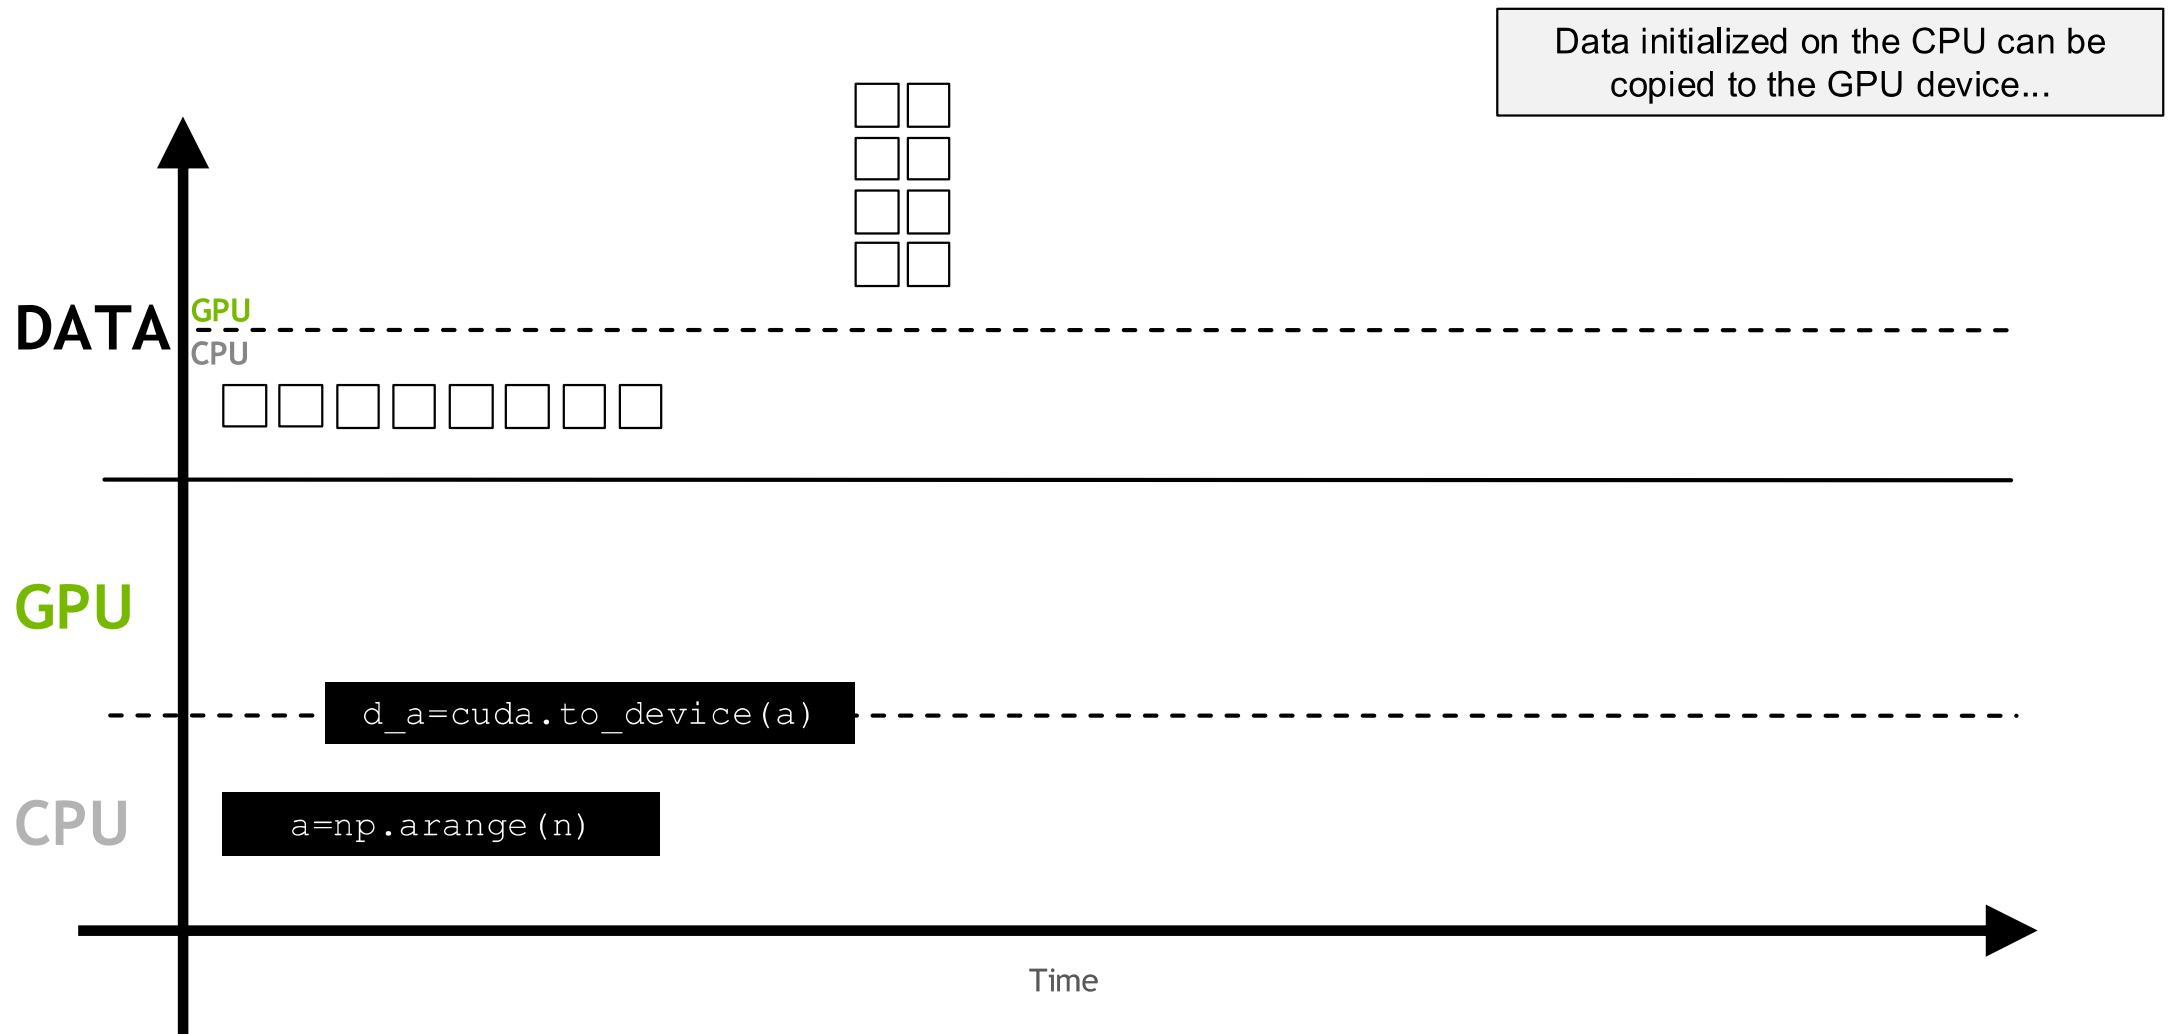 Data initialized on the CPU can be
copied to the GPU device...
DATA
GPU
CPU
GPU
d_a=cuda.to_device(a)
CPU
a=np.arange(n)
Time